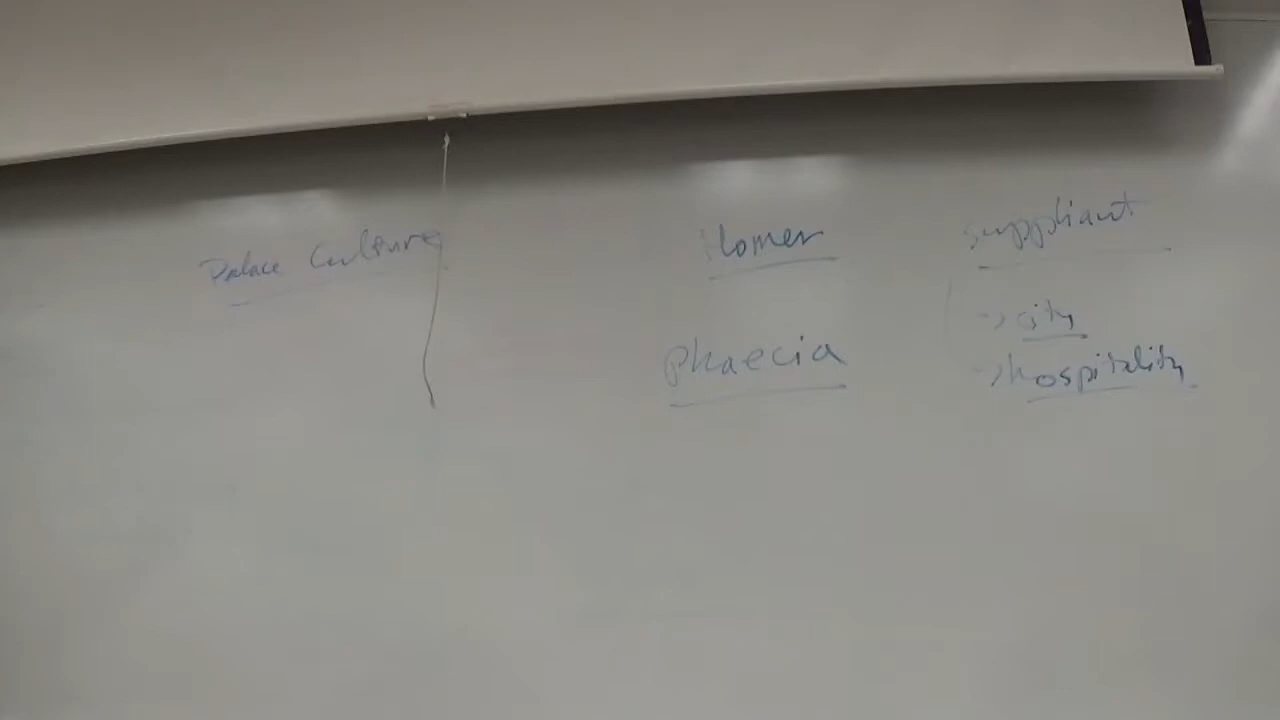 Palace Culture
Homer
Phaecia
suppliant
→ city
→ hospitality